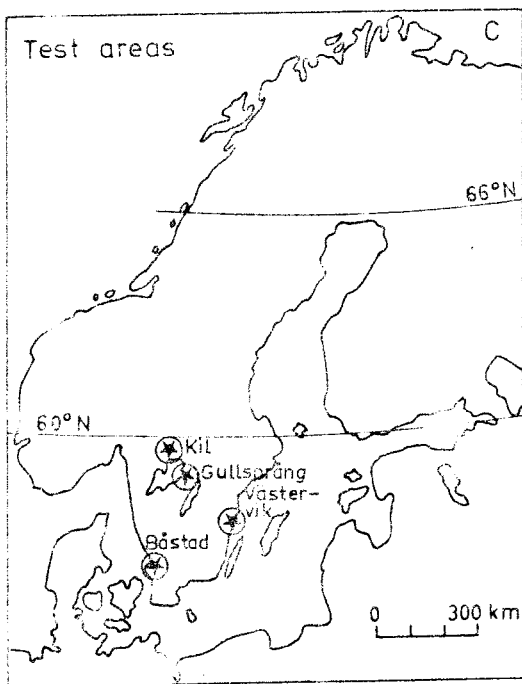 Test areas
C
66°N
60°N
Kil
Gullspång
Väster-
vik
Båstad
0 300 km